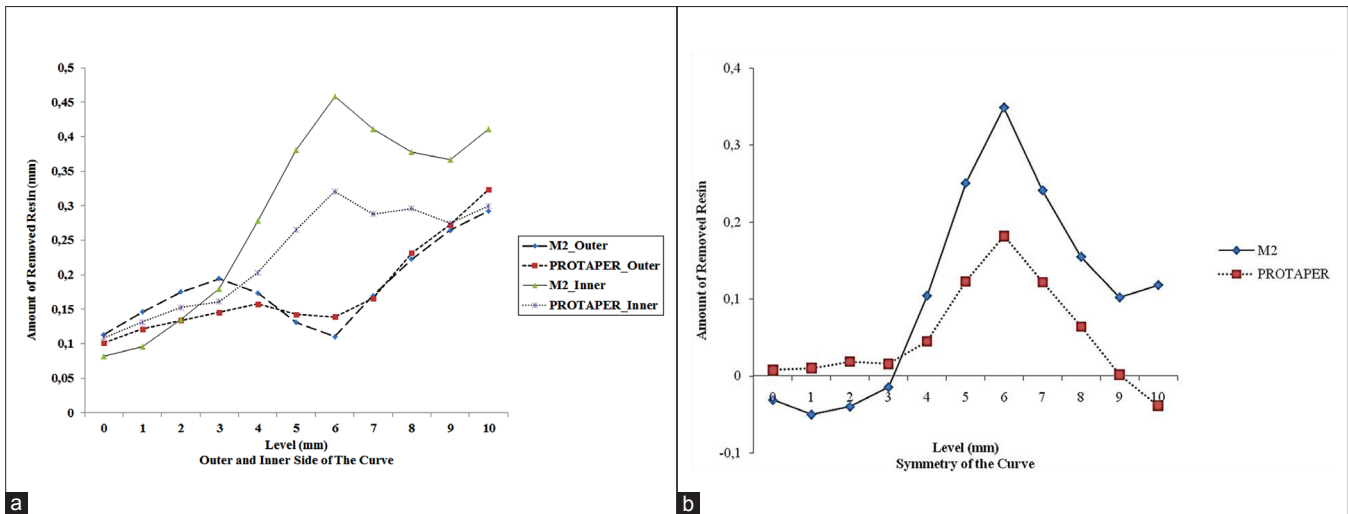 0,5
0,45
0,4
0,35
0,3
0,25
0,2
0,15
0,1
0,05
0
Amount of Removed Resin (mm)
0 1 2 3 4 5 6 7 8 9 10
Level (mm)
Outer and Inner Side of The Curve
M2_Outer
PROTAPER_Outer
M2_Inner
PROTAPER_Inner
a
0,4
0,3
0,2
0,1
0
-0,1
Amount of Removed Resin
0 1 2 3 4 5 6 7 8 9 10
Level (mm)
Symmetry of the Curve
M2
PROTAPER
b